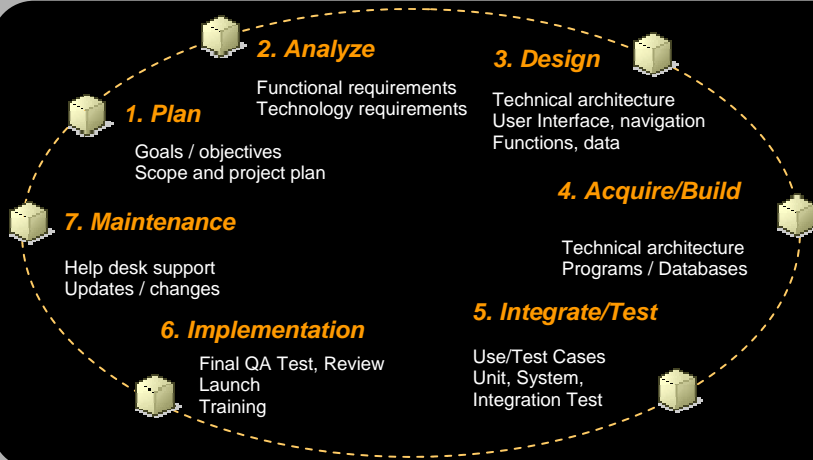 1. Plan
Goals / objectives
Scope and project plan
2. Analyze
Functional requirements
Technology requirements
3. Design
Technical architecture
User Interface, navigation
Functions, data
4. Acquire/Build
Technical architecture
Programs / Databases
5. Integrate/Test
Use/Test Cases
Unit, System,
Integration Test
6. Implementation
Final QA Test, Review
Launch
Training
7. Maintenance
Help desk support
Updates / changes